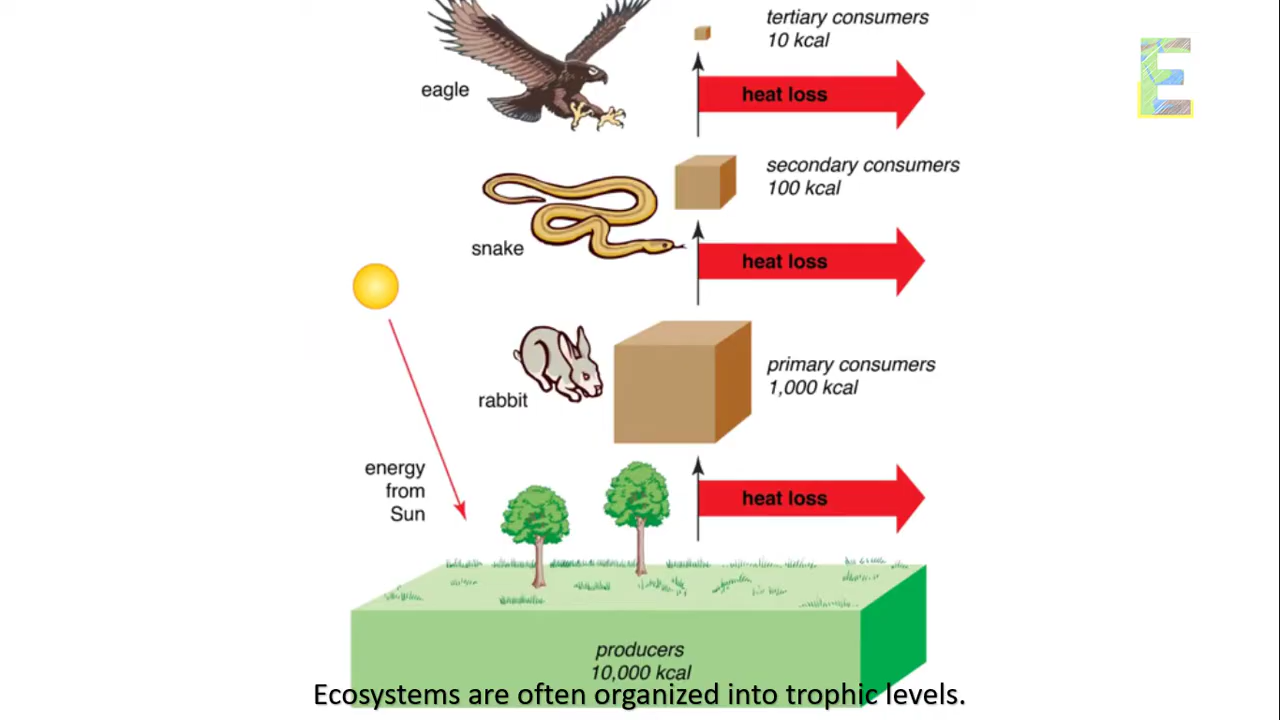 tertiary consumers
10 kcal
eagle
heat loss
E
secondary consumers
100 kcal
snake
heat loss
primary consumers
1,000 kcal
rabbit
energy
from
Sun
heat loss
producers
10,000 kcal
Ecosystems are often organized into trophic levels.